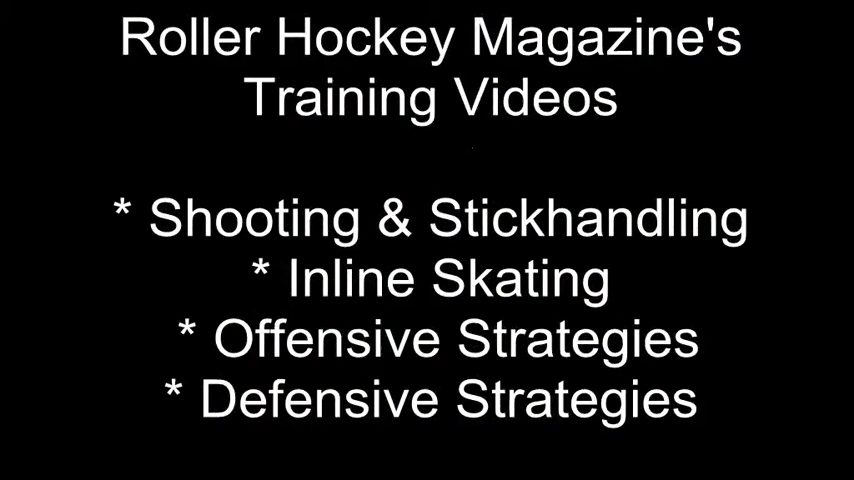 Roller Hockey Magazine's
Training Videos
* Shooting & Stickhandling
* Inline Skating
* Offensive Strategies
* Defensive Strategies